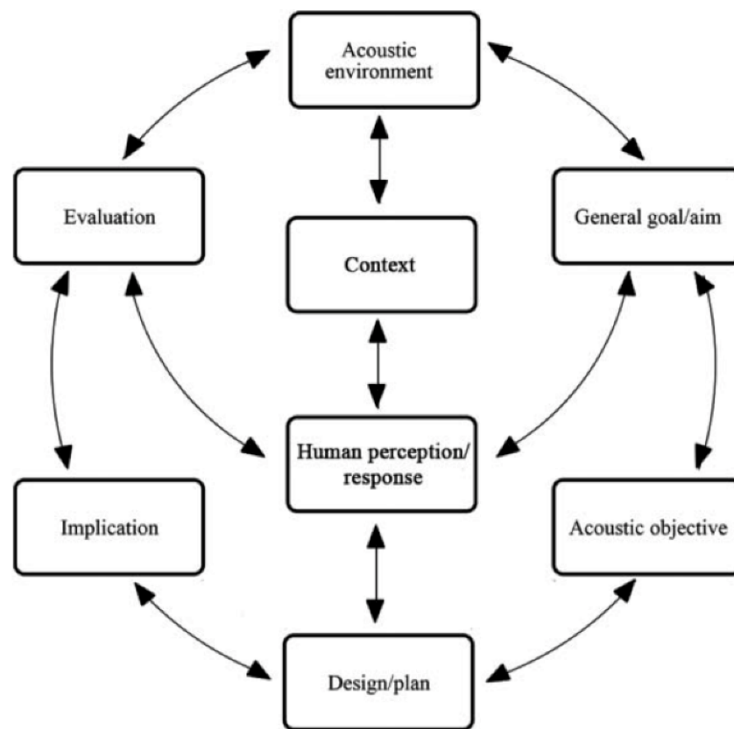 Acoustic
environment
Evaluation
General goal/aim
Context
Human perception/
response
Implication
Acoustic objective
Design/plan